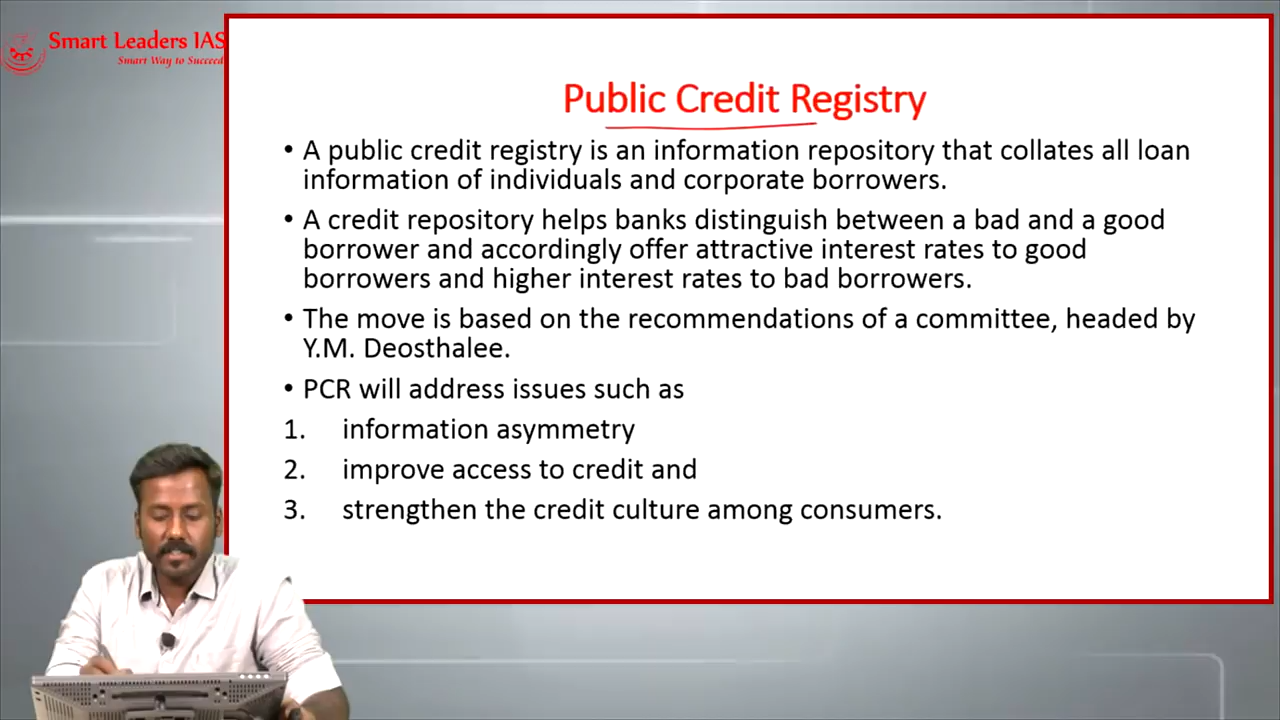 Smart Leaders IAS
Smart Way to Succeed
Public Credit Registry
• A public credit registry is an information repository that collates all loan
information of individuals and corporate borrowers.
• A credit repository helps banks distinguish between a bad and a good
borrower and accordingly offer attractive interest rates to good
borrowers and higher interest rates to bad borrowers.
• The move is based on the recommendations of a committee, headed by
Y.M. Deosthalee.
• PCR will address issues such as
1. information asymmetry
2. improve access to credit and
3. strengthen the credit culture among consumers.